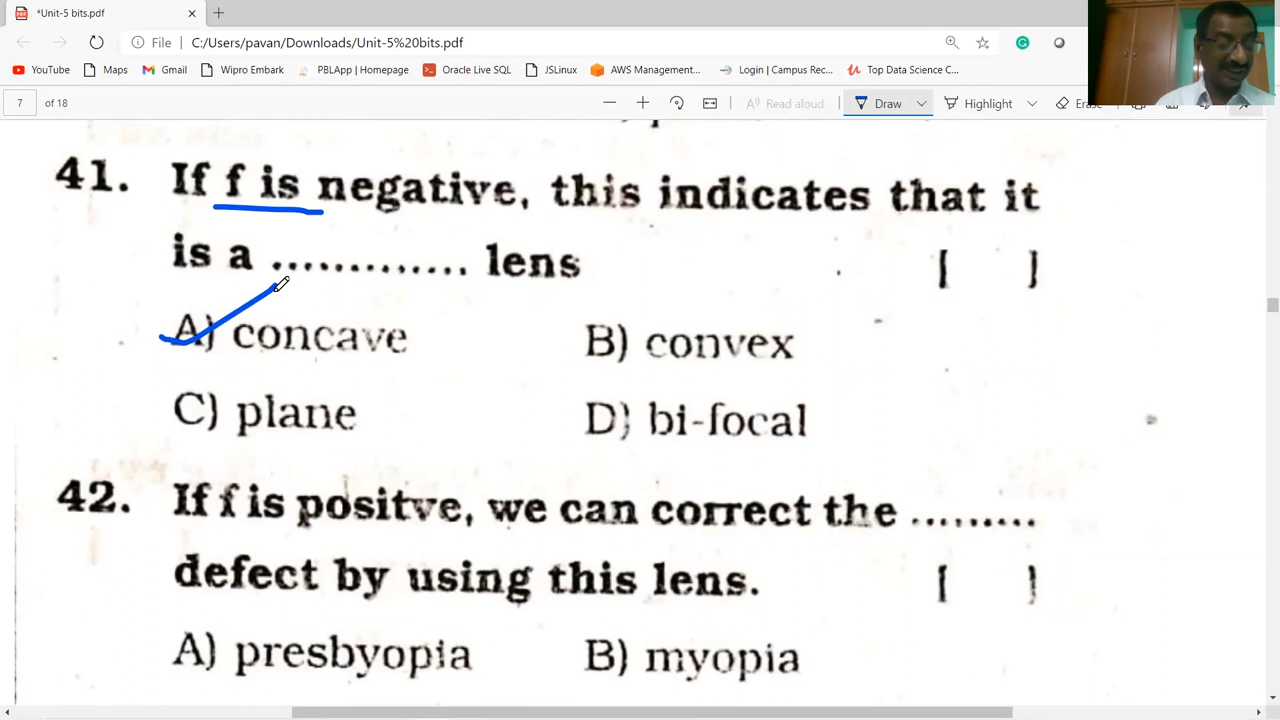 *Unit-5 bits.pdf
File C:/Users/pavan/Downloads/Unit-5%20bits.pdf
YouTube Maps Gmail Wipro Embark PBLApp | Homepage Oracle Live SQL JSLinux AWS Management... Login | Campus Rec... Top Data Science C...
7 of 18 Read aloud Draw Highlight
41. If f is negative, this indicates that it
is a ............. lens [ ]
A) concave B) convex
C) plane D) bi-focal
42. If f is positve, we can correct the .........
defect by using this lens. [ ]
A) presbyopia B) myopia